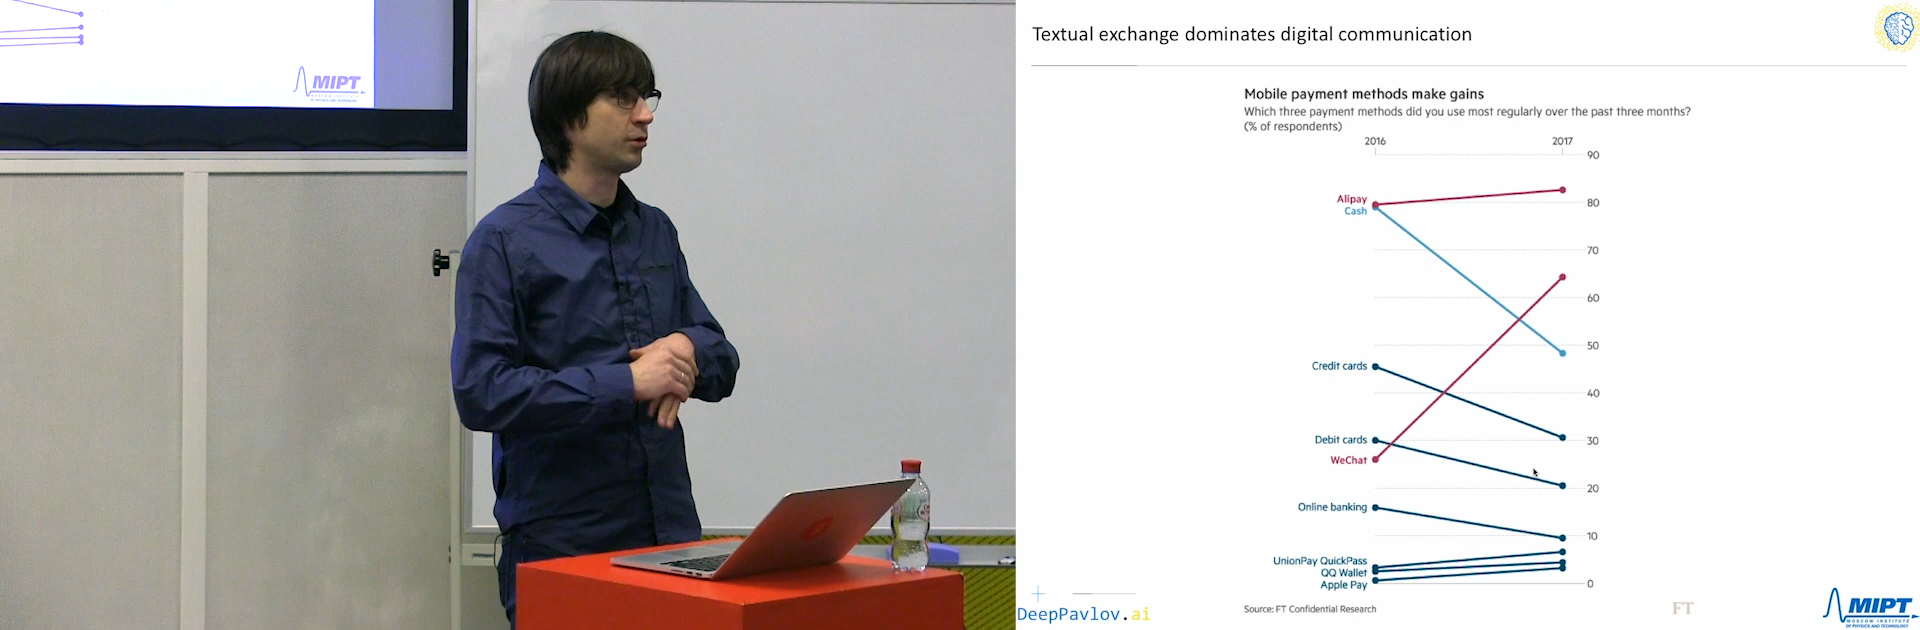 MIPT
Textual exchange dominates digital communication
Mobile payment methods make gains
Which three payment methods did you use most regularly over the past three months?
(% of respondents)
2016 2017
90
80
70
60
50
40
30
20
10
0
Alipay
Cash
Credit cards
Debit cards
WeChat
Online banking
UnionPay QuickPass
QQ Wallet
Apple Pay
Source: FT Confidential Research
FT
DeepPavlov.ai
MIPT
MOSCOW INSTITUTE
OF PHYSICS AND TECHNOLOGY